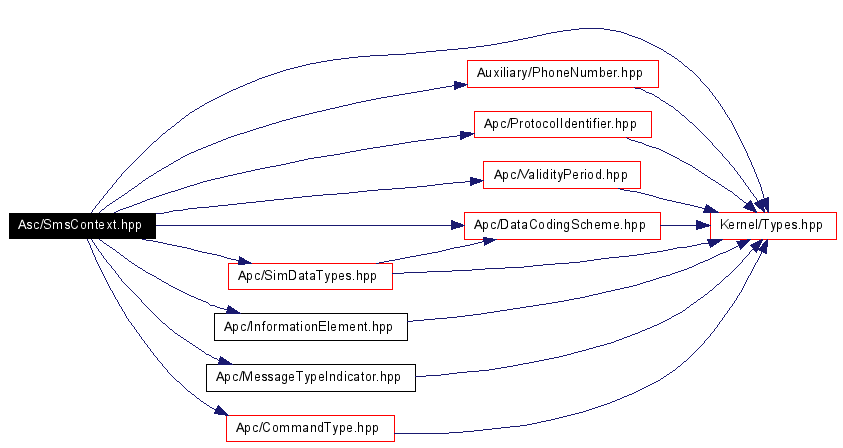 Auxiliary/PhoneNumber.hpp
Apc/ProtocolIdentifier.hpp
Apc/ValidityPeriod.hpp
Asc/SmsContext.hpp
Apc/DataCodingScheme.hpp
Kernel/Types.hpp
Apc/SimDataTypes.hpp
Apc/InformationElement.hpp
Apc/MessageTypeIndicator.hpp
Apc/CommandType.hpp